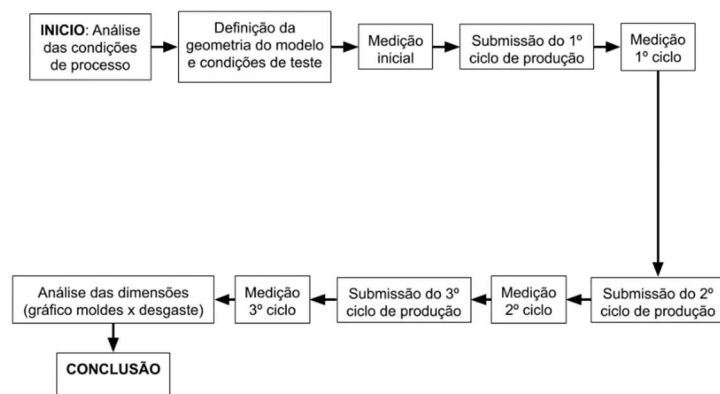 INICIO: Análise
das condições
de processo
Definição da
geometria do modelo
e condições de teste
Medição
inicial
Submissão do 1º
ciclo de produção
Medição
1º ciclo
Submissão do 2º
ciclo de produção
Medição
2º ciclo
Submissão do 3º
ciclo de produção
Medição
3º ciclo
Análise das dimensões
(gráfico moldes x desgaste)
CONCLUSÃO